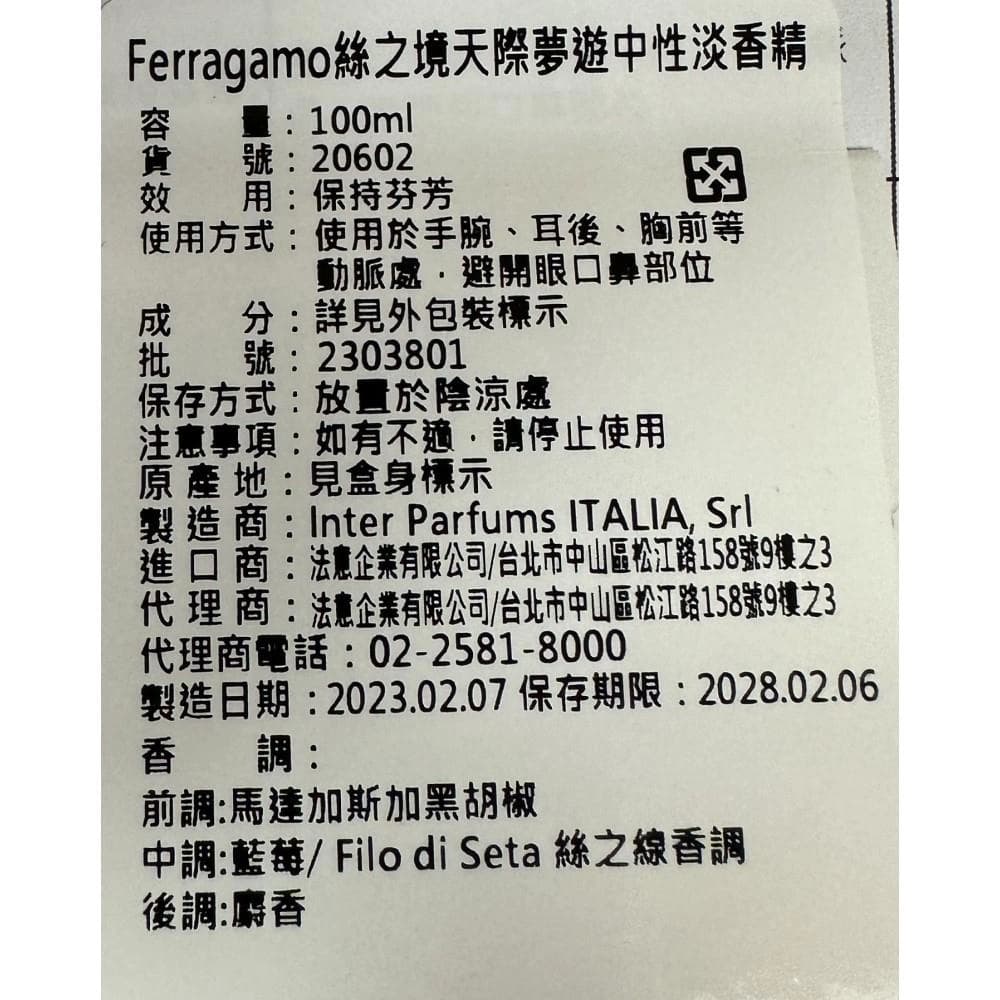 Ferragamo絲之境天際夢遊中性淡香精
容量：100ml
貨號：20602
效用：保持芬芳
使用方式：使用於手腕、耳後、胸前等
動脈處，避開眼口鼻部位
成分：詳見外包裝標示
批號：2303801
保存方式：放置於陰涼處
注意事項：如有不適，請停止使用
原產地：見盒身標示
製造商：Inter Parfums ITALIA, Srl
進口商：法意企業有限公司/台北市中山區松江路158號9樓之3
代理商：法意企業有限公司/台北市中山區松江路158號9樓之3
代理商電話：02-2581-8000
製造日期：2023.02.07 保存期限：2028.02.06
香調：
前調:馬達加斯加黑胡椒
中調:藍莓/ Filo di Seta 絲之線香調
後調:麝香